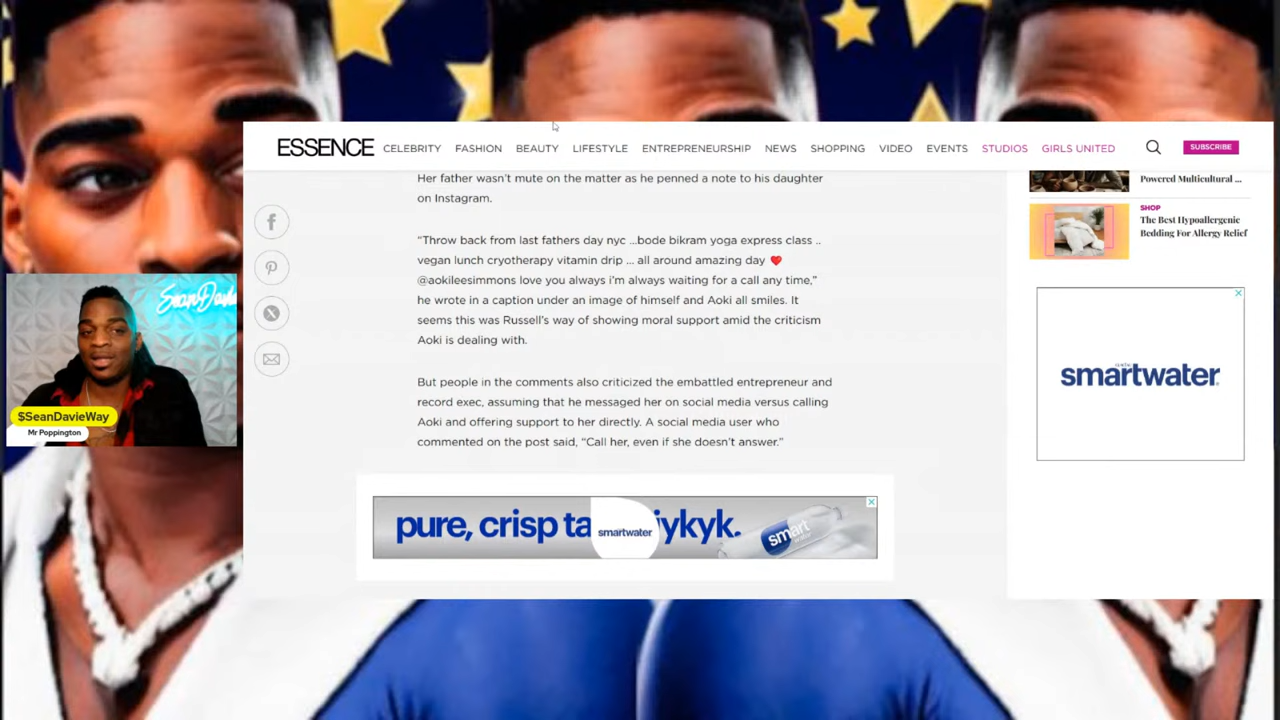 ESSENCE
CELEBRITY
FASHION
BEAUTY
LIFESTYLE
ENTREPRENEURSHIP
NEWS
SHOPPING
VIDEO
EVENTS
STUDIOS
GIRLS UNITED
SUBSCRIBE
Her father wasn’t mute on the matter as he penned a note to his daughter
on Instagram.
“Throw back from last fathers day nyc …bode bikram yoga express class ..
vegan lunch cryotherapy vitamin drip … all around amazing day ❤️
@aokileesimmons love you always i’m always waiting for a call any time,”
he wrote in a caption under an image of himself and Aoki all smiles. It
seems this was Russell’s way of showing moral support amid the criticism
Aoki is dealing with.
But people in the comments also criticized the embattled entrepreneur and
record exec, assuming that he messaged her on social media versus calling
Aoki and offering support to her directly. A social media user who
commented on the post said, “Call her, even if she doesn’t answer.”
pure, crisp ta
smartwater
iykyk.
smart
Powered Multicultural ...
SHOP
The Best Hypoallergenic
Bedding For Allergy Relief
smartwater
SeanDavi
$SeanDavieWay
Mr Poppington